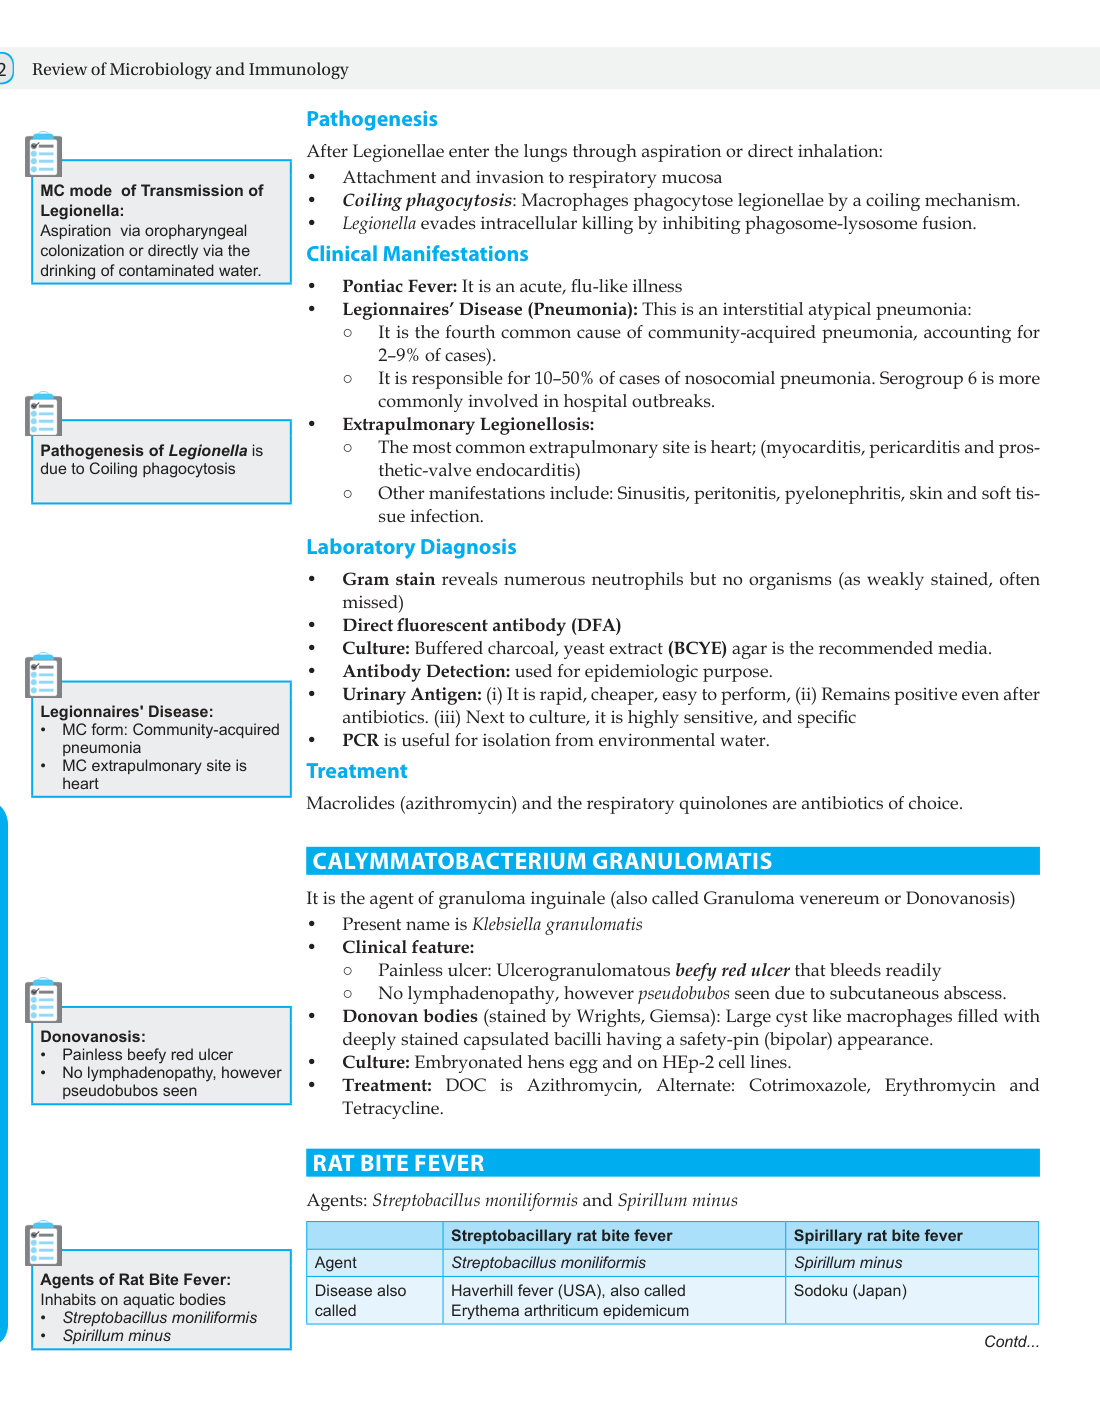 2 Review of Microbiology and Immunology
MC mode of Transmission of
Legionella:
Aspiration via oropharyngeal
colonization or directly via the
drinking of contaminated water.
Pathogenesis of Legionella is
due to Coiling phagocytosis
Legionnaires' Disease:
• MC form: Community-acquired
pneumonia
• MC extrapulmonary site is
heart
Donovanosis:
• Painless beefy red ulcer
• No lymphadenopathy, however
pseudobubos seen
Agents of Rat Bite Fever:
Inhabits on aquatic bodies
• Streptobacillus moniliformis
• Spirillum minus
Pathogenesis
After Legionellae enter the lungs through aspiration or direct inhalation:
• Attachment and invasion to respiratory mucosa
• Coiling phagocytosis: Macrophages phagocytose legionellae by a coiling mechanism.
• Legionella evades intracellular killing by inhibiting phagosome-lysosome fusion.
Clinical Manifestations
• Pontiac Fever: It is an acute, flu-like illness
• Legionnaires’ Disease (Pneumonia): This is an interstitial atypical pneumonia:
○ It is the fourth common cause of community-acquired pneumonia, accounting for
2–9% of cases).
○ It is responsible for 10–50% of cases of nosocomial pneumonia. Serogroup 6 is more
commonly involved in hospital outbreaks.
• Extrapulmonary Legionellosis:
○ The most common extrapulmonary site is heart; (myocarditis, pericarditis and pros-
thetic-valve endocarditis)
○ Other manifestations include: Sinusitis, peritonitis, pyelonephritis, skin and soft tis-
sue infection.
Laboratory Diagnosis
• Gram stain reveals numerous neutrophils but no organisms (as weakly stained, often
missed)
• Direct fluorescent antibody (DFA)
• Culture: Buffered charcoal, yeast extract (BCYE) agar is the recommended media.
• Antibody Detection: used for epidemiologic purpose.
• Urinary Antigen: (i) It is rapid, cheaper, easy to perform, (ii) Remains positive even after
antibiotics. (iii) Next to culture, it is highly sensitive, and specific
• PCR is useful for isolation from environmental water.
Treatment
Macrolides (azithromycin) and the respiratory quinolones are antibiotics of choice.
CALYMMATOBACTERIUM GRANULOMATIS
It is the agent of granuloma inguinale (also called Granuloma venereum or Donovanosis)
• Present name is Klebsiella granulomatis
• Clinical feature:
○ Painless ulcer: Ulcerogranulomatous beefy red ulcer that bleeds readily
○ No lymphadenopathy, however pseudobubos seen due to subcutaneous abscess.
• Donovan bodies (stained by Wrights, Giemsa): Large cyst like macrophages filled with
deeply stained capsulated bacilli having a safety-pin (bipolar) appearance.
• Culture: Embryonated hens egg and on HEp-2 cell lines.
• Treatment: DOC is Azithromycin, Alternate: Cotrimoxazole, Erythromycin and
Tetracycline.
RAT BITE FEVER
Agents: Streptobacillus moniliformis and Spirillum minus
Streptobacillary rat bite fever Spirillary rat bite fever
Agent Streptobacillus moniliformis Spirillum minus
Disease also Haverhill fever (USA), also called Sodoku (Japan)
called Erythema arthriticum epidemicum
Contd...